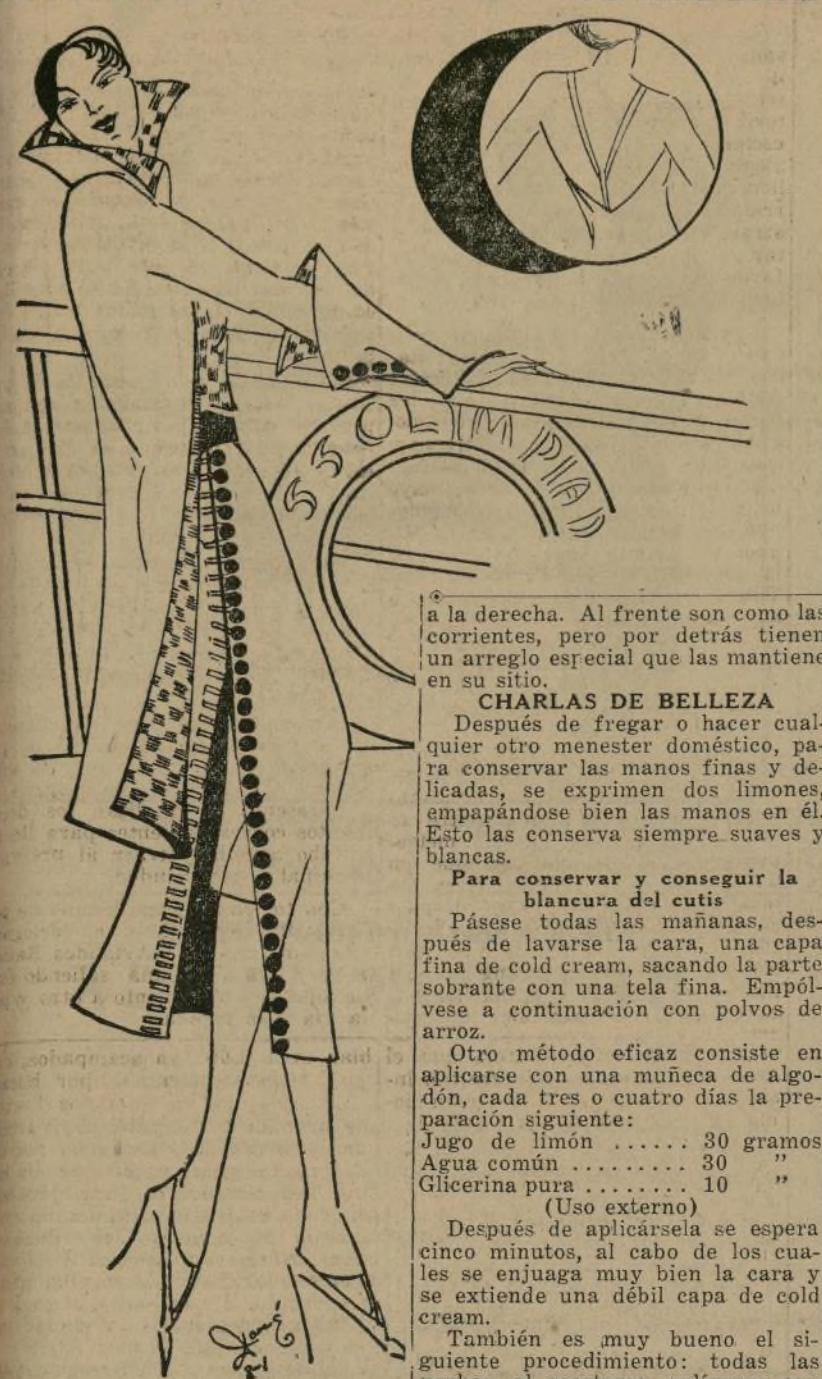 SS OLIMPIAD
a la derecha. Al frente son como las
corrientes, pero por detrás tienen
un arreglo especial que las mantiene
en su sitio.
CHARLAS DE BELLEZA
Después de fregar o hacer cual-
quier otro menester doméstico, pa-
ra conservar las manos finas y de-
licadas, se exprimen dos limones,
empapándose bien las manos en él.
Esto las conserva siempre suaves y
blancas.
Para conservar y conseguir la
blancura del cutis
Pásese todas las mañanas, des-
pués de lavarse la cara, una capa
fina de cold cream, sacando la parte
sobrante con una tela fina. Empól-
vese a continuación con polvos de
arroz.
Otro método eficaz consiste en
aplicarse con una muñeca de algo-
dón, cada tres o cuatro días la pre-
paración siguiente:
Jugo de limón ...... 30 gramos
Agua común ......... 30 "
Glicerina pura ........ 10 "
(Uso externo)
Después de aplicársela se espera
cinco minutos, al cabo de los cua-
les se enjuaga muy bien la cara y
se extiende una débil capa de cold
cream.
También es muy bueno el si-
guiente procedimiento: todas las